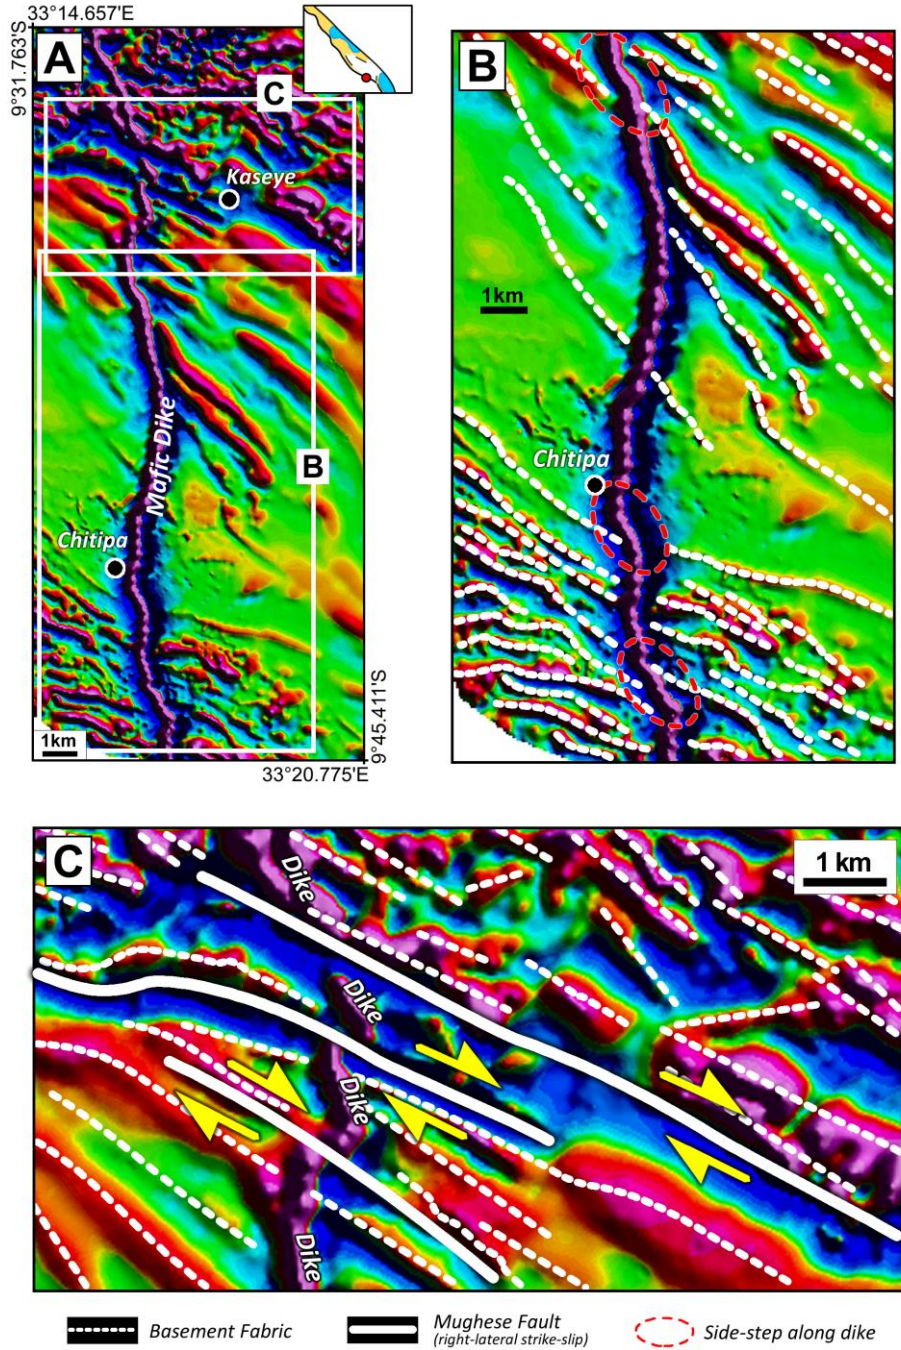 33°14.657'E
9°31.763'S
A
C
Kaseye
Mafic Dike
B
Chitipa
1km
9°45.411'S
33°20.775'E
B
1km
Chitipa
C
1 km
Dike
Dike
Dike
Dike
Basement Fabric
Mughese Fault
(right-lateral strike-slip)
Side-step along dike